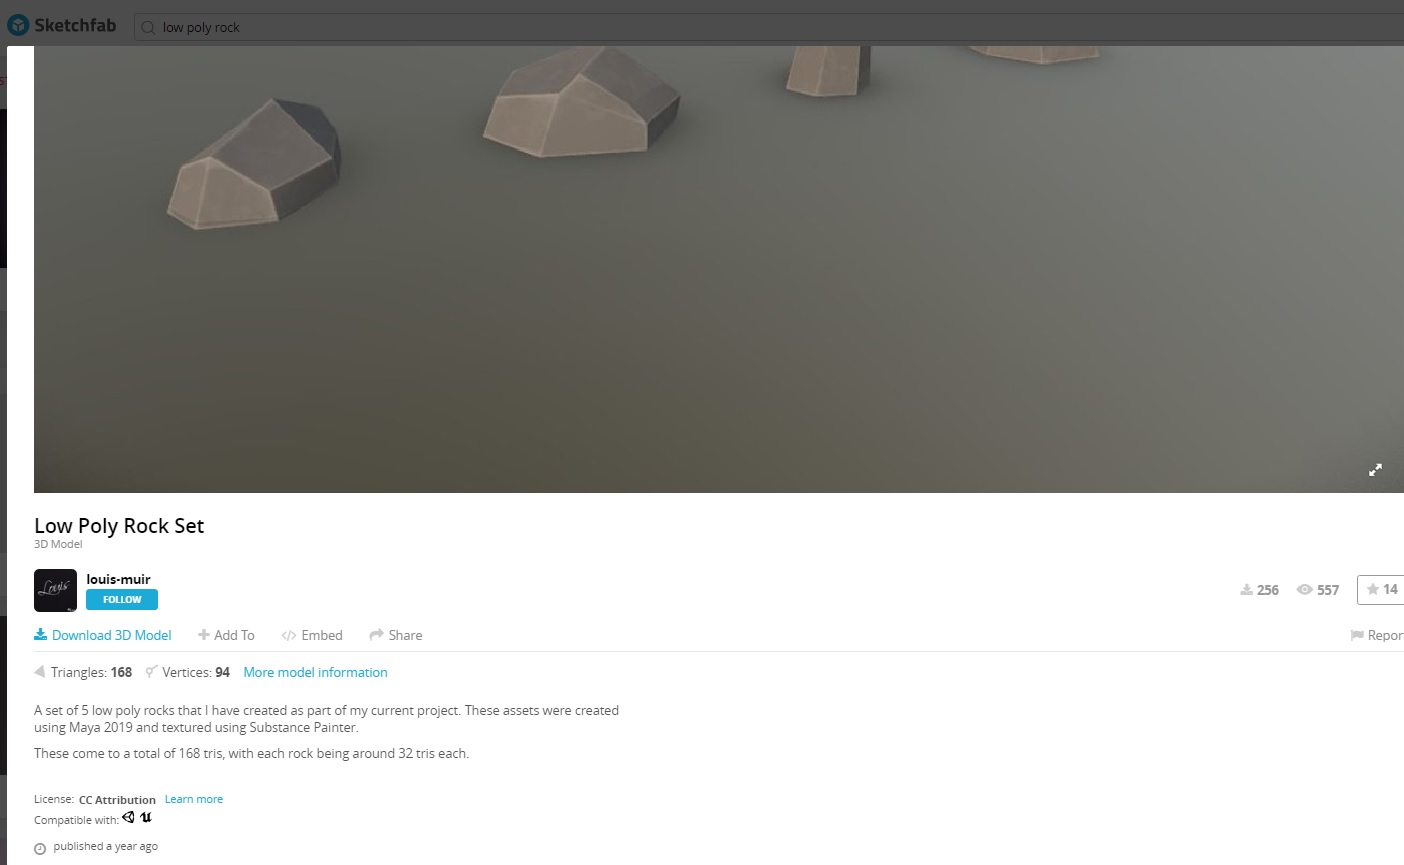 Sketchfab
low poly rock
Low Poly Rock Set
3D Model
Louis
louis-muir
FOLLOW
256 557 14
Download 3D Model Add To Embed Share
Repor
Triangles: 168 Vertices: 94 More model information
A set of 5 low poly rocks that I have created as part of my current project. These assets were created
using Maya 2019 and textured using Substance Painter.
These come to a total of 168 tris, with each rock being around 32 tris each.
License: CC Attribution Learn more
Compatible with:
published a year ago